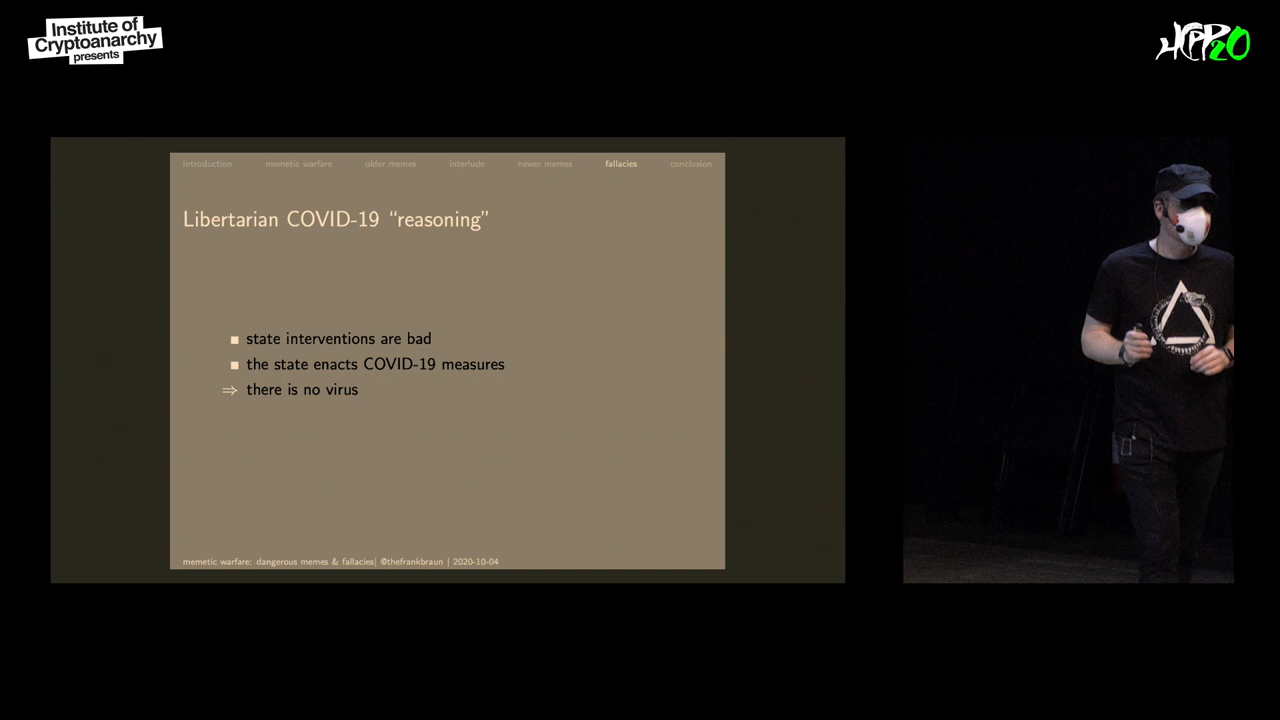 Institute of
Cryptoanarchy
presents
HCPP20
introduction memetic warfare older memes interlude newer memes fallacies conclusion
Libertarian COVID-19 “reasoning”
■ state interventions are bad
■ the state enacts COVID-19 measures
⇒ there is no virus
memetic warfare: dangerous memes & fallacies| @thefrankbraun | 2020-10-04